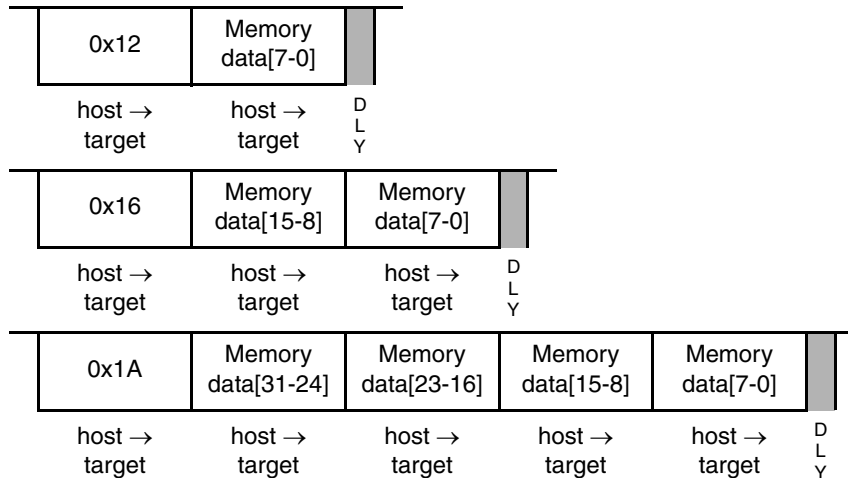 0x12 Memory data[7-0]
host → target host → target D L Y
0x16 Memory data[15-8] Memory data[7-0]
host → target host → target host → target D L Y
0x1A Memory data[31-24] Memory data[23-16] Memory data[15-8] Memory data[7-0]
host → target host → target host → target host → target host → target D L Y